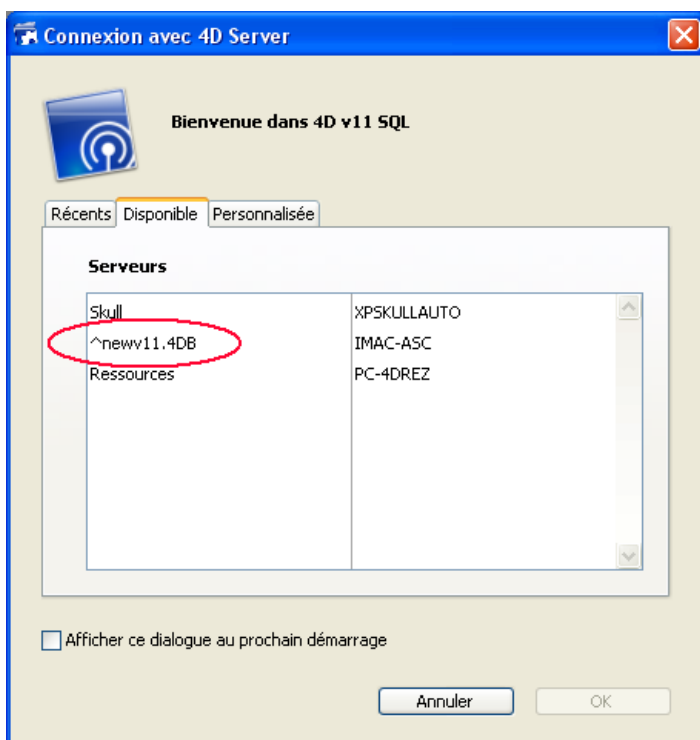 Connexion avec 4D Server
Bienvenue dans 4D v11 SQL
Récents Disponible Personnalisée
Serveurs
Skull XPSKULLAUTO
^newv11.4DB IMAC-ASC
Ressources PC-4DREZ
Afficher ce dialogue au prochain démarrage
Annuler OK